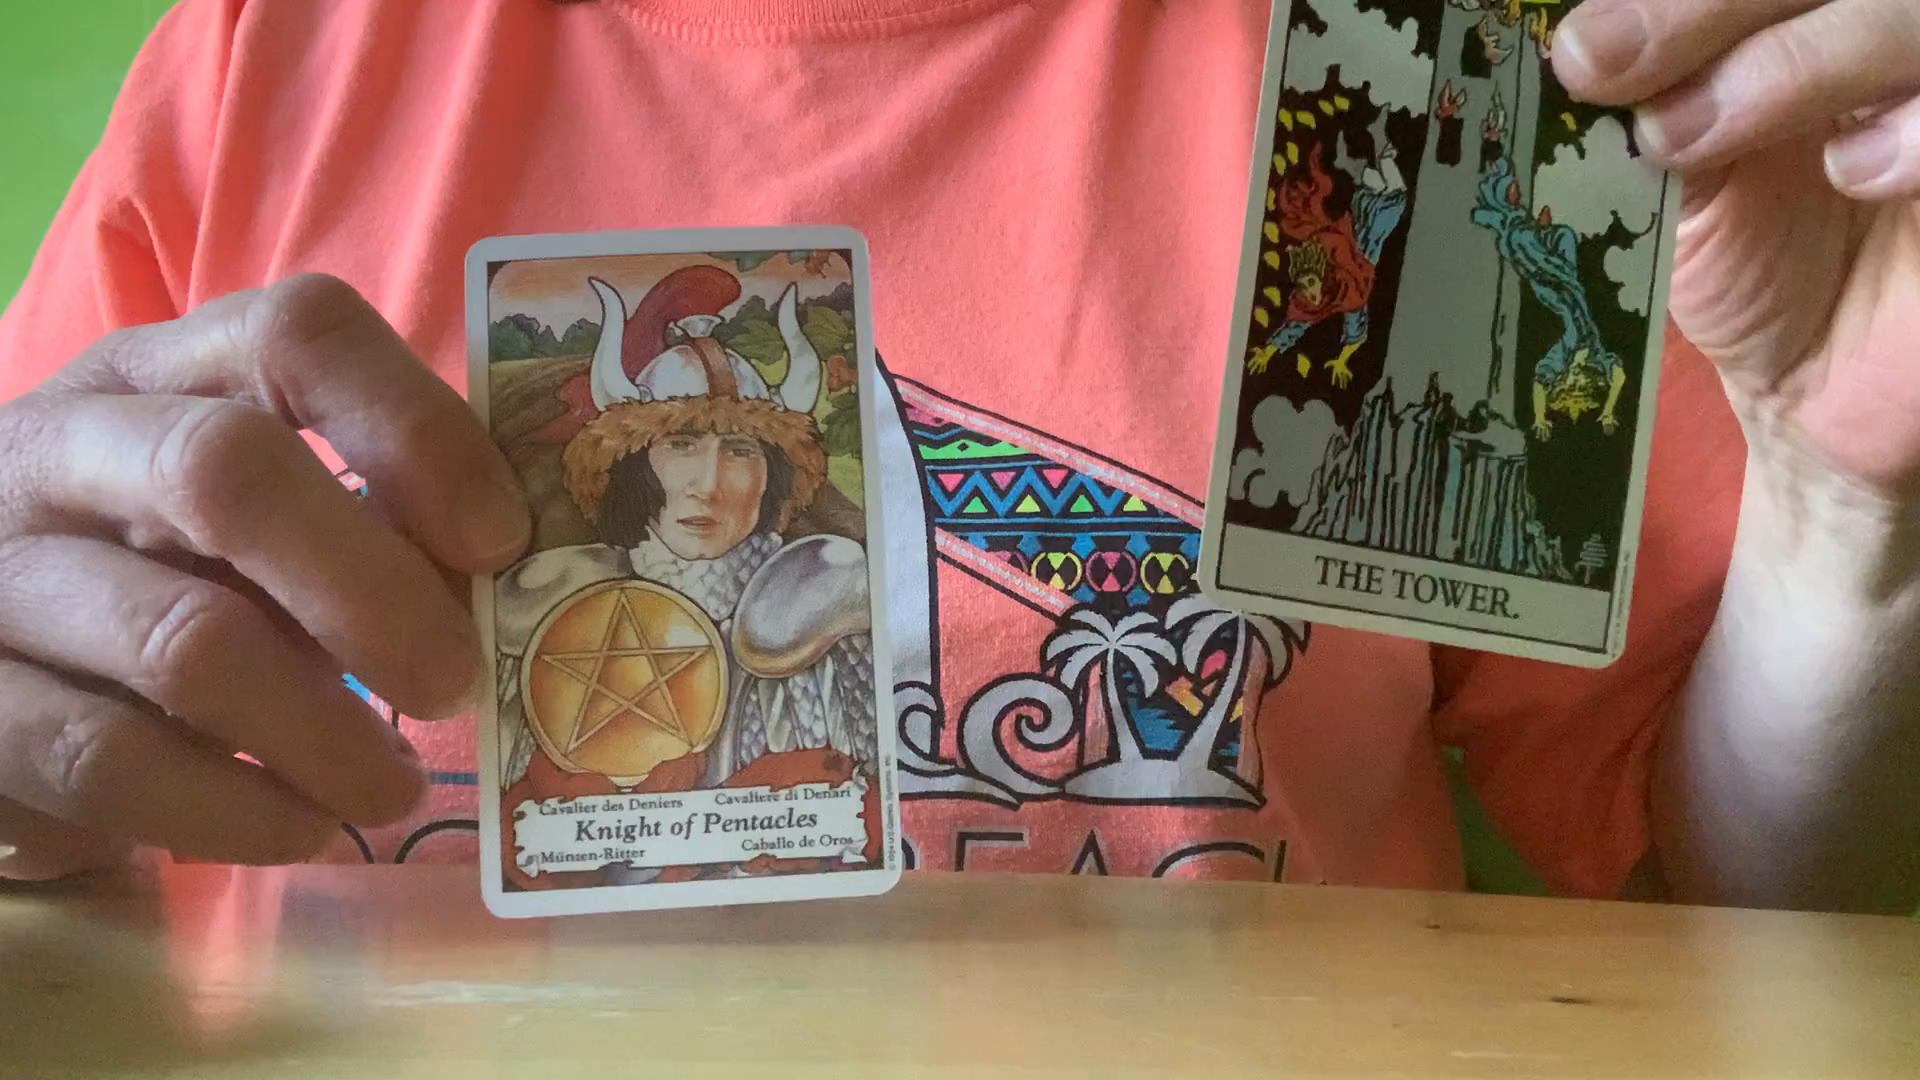 THE TOWER.
Cavalier des Deniers Cavaliere di Denari
Knight of Pentacles
Münzen-Ritter Caballo de Oros